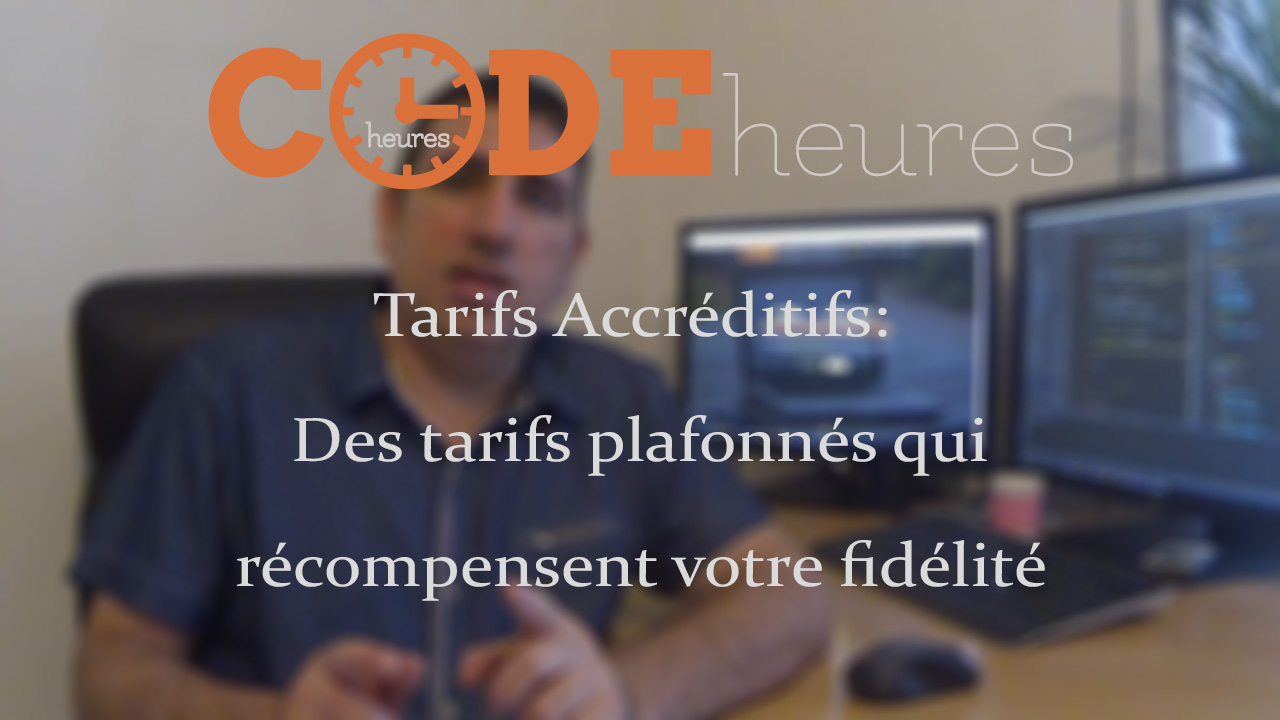 CODE heures
heures
Tarifs Accréditifs:
Des tarifs plafonnés qui
récompensent votre fidélité